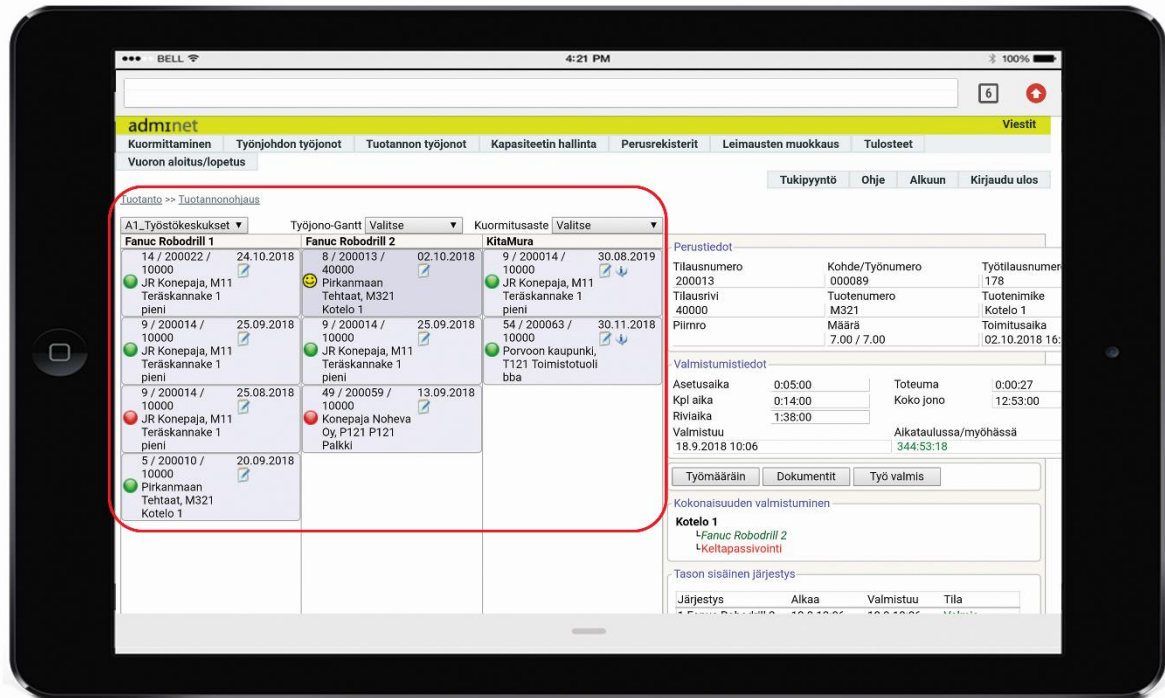 BELL 4:21 PM 100%
6
admınet Viestit
Kuormittaminen Työnjohdon työjonot Tuotannon työjonot Kapasiteetin hallinta Perusrekisterit Leimausten muokkaus Tulosteet
Vuoron aloitus/lopetus
Tukipyyntö Ohje Alkuun Kirjaudu ulos
Tuotanto >> Tuotannonohjaus
A1_Työstökeskukset Työjono-Gantt Valitse Kuormitusaste Valitse
Fanuc Robodrill 1
14 / 200022 / 24.10.2018
10000
JR Konepaja, M11
Teräskannake 1
pieni
9 / 200014 / 25.09.2018
10000
JR Konepaja, M11
Teräskannake 1
pieni
9 / 200014 / 25.08.2018
10000
JR Konepaja, M11
Teräskannake 1
pieni
5 / 200010 / 20.09.2018
10000
Pirkanmaan
Tehtaat, M321
Kotelo 1
Fanuc Robodrill 2
8 / 200013 / 02.10.2018
40000
Pirkanmaan
Tehtaat, M321
Kotelo 1
9 / 200014 / 25.09.2018
10000
JR Konepaja, M11
Teräskannake 1
pieni
49 / 200059 / 13.09.2018
10000
Konepaja Noheva
Oy, P121 P121
Palkki
KitaMura
9 / 200014 / 30.08.2019
10000
JR Konepaja, M11
Teräskannake 1
pieni
54 / 200063 / 30.11.2018
10000
Porvoon kaupunki,
T121 Toimistotuoli
bba
Perustiedot
Tilausnumero Kohde/Työnumero Työtilausnumer
200013 000089 178
Tilausrivi Tuotenumero Tuotenimike
40000 M321 Kotelo 1
Piirnro Määrä Toimitusaika
7.00 / 7.00 02.10.2018 16:
Valmistumistiedot
Asetusaika 0:05:00 Toteuma 0:00:27
Kpl aika 0:14:00 Koko jono 12:53:00
Riviaika 1:38:00
Valmistuu Aikataulussa/myöhässä
18.9.2018 10:06 344:53:18
Työmääräin Dokumentit Työ valmis
Kokonaisuuden valmistuminen
Kotelo 1
Fanuc Robodrill 2
Keltapassivointi
Tason sisäinen järjestys
Järjestys Alkaa Valmistuu Tila